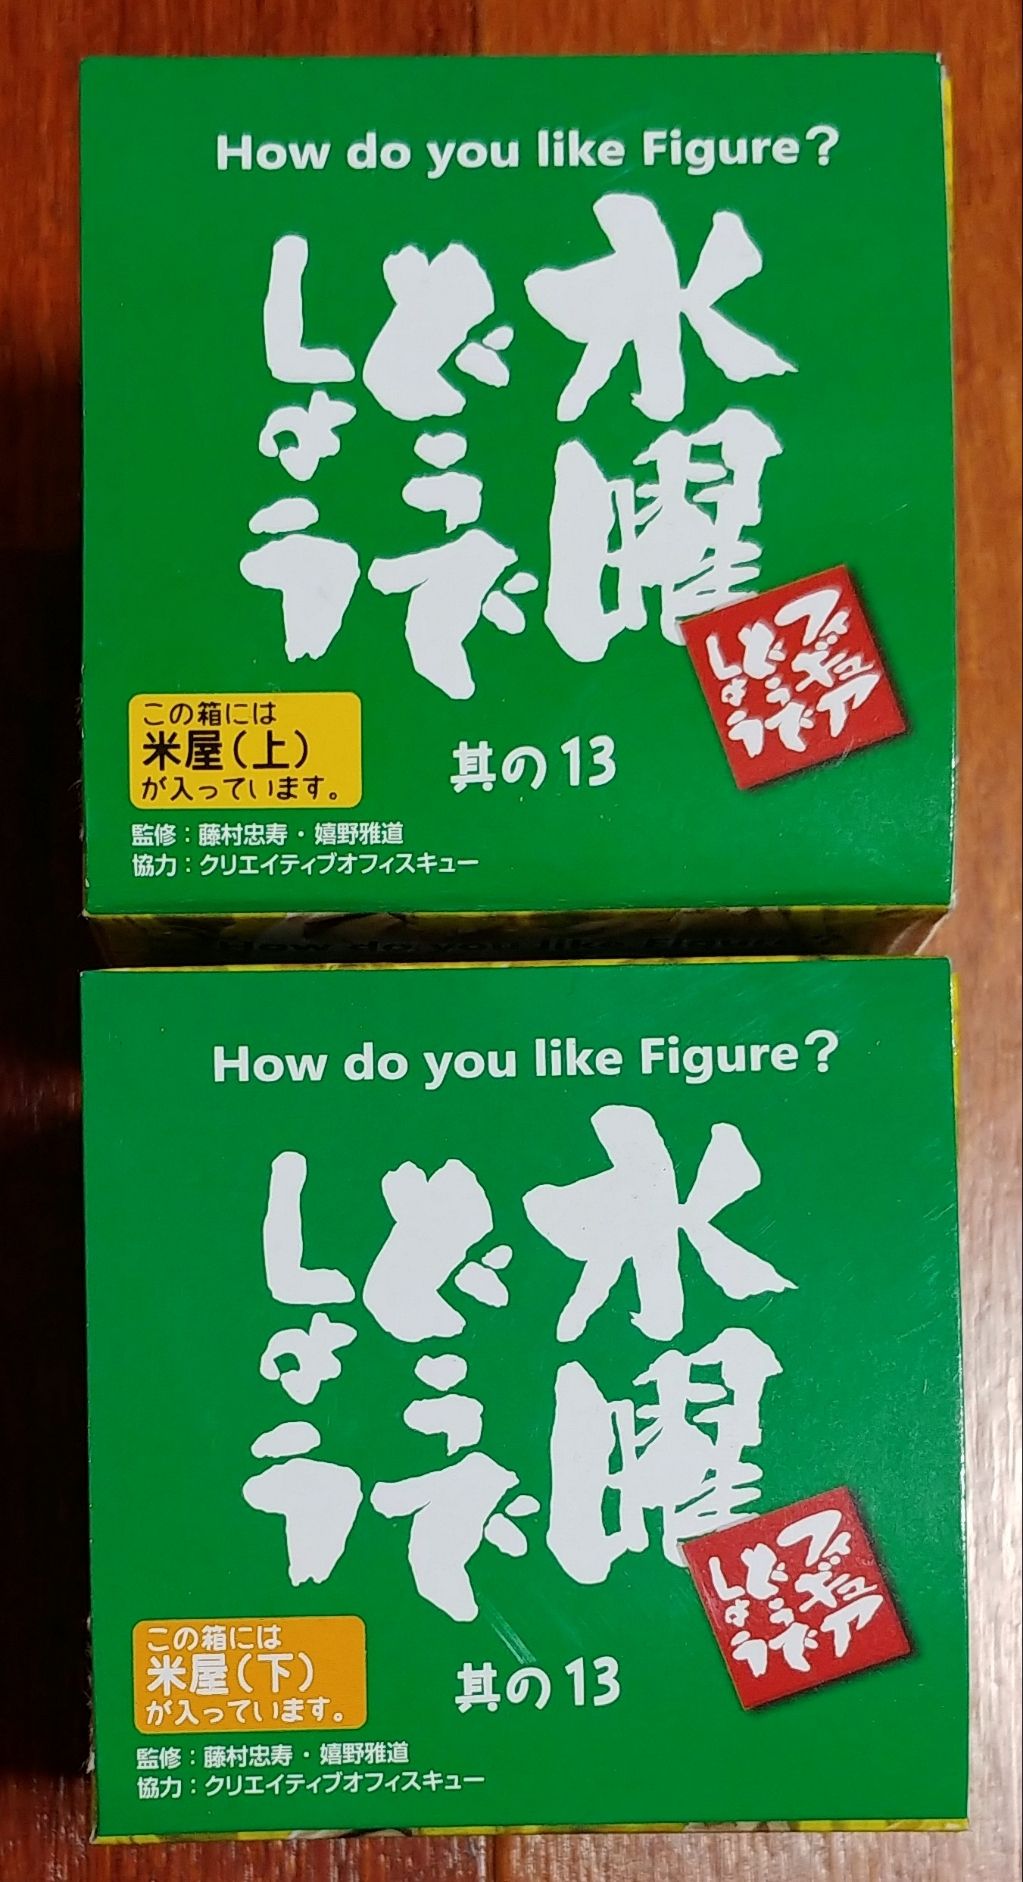 How do you like Figure?
水曜
どうで
しょう
フィギュア
どうで
しょう
其の13
この箱には
米屋(上)
が入っています。
監修：藤村忠寿・嬉野雅道
協力：クリエイティブオフィスキュー
How do you like Figure?
How do you like Figure?
水曜
どうで
しょう
フィギュア
どうで
しょう
其の13
この箱には
米屋(下)
が入っています。
監修：藤村忠寿・嬉野雅道
協力：クリエイティブオフィスキュー